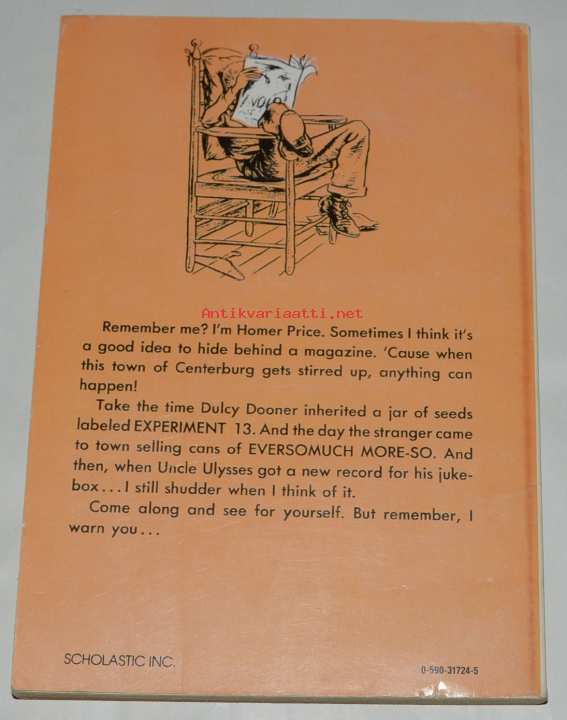 Antikvariaatti.net
Remember me? I'm Homer Price. Sometimes I think it's
a good idea to hide behind a magazine. 'Cause when
this town of Centerburg gets stirred up, anything can
happen!
Take the time Dulcy Dooner inherited a jar of seeds
labeled EXPERIMENT 13. And the day the stranger came
to town selling cans of EVERSOMUCH MORE-SO. And
then, when Uncle Ulysses got a new record for his juke-
box...I still shudder when I think of it.
Come along and see for yourself. But remember, I
warn you...
SCHOLASTIC INC.
0-590-31724-5